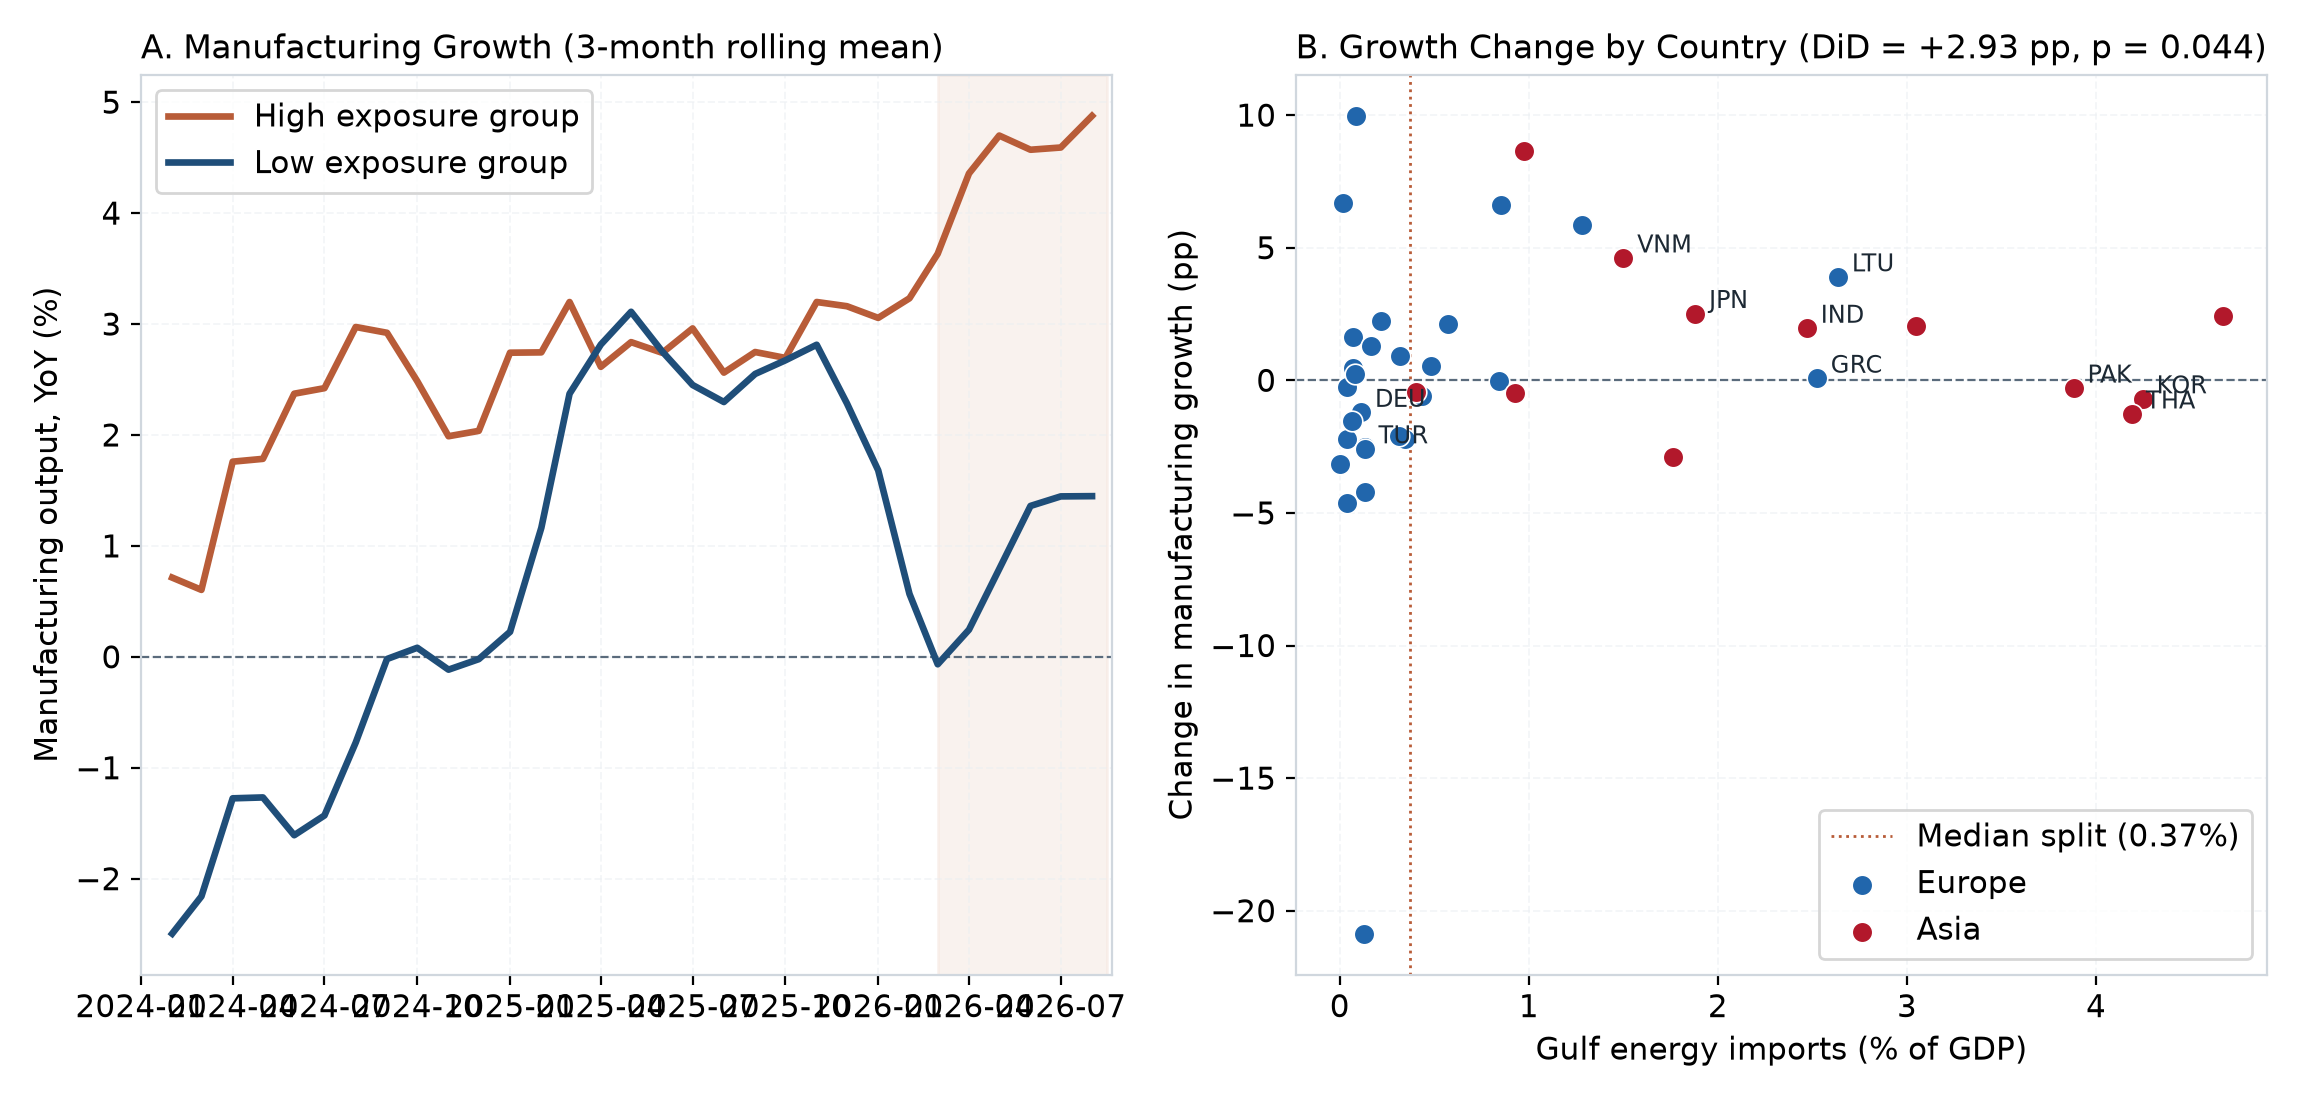 A. Manufacturing Growth (3-month rolling mean)
High exposure group
Low exposure group
Manufacturing output, YoY (%)
5
4
3
2
1
0
−1
−2
2024-01 2024-04 2024-07 2024-10 2025-01 2025-04 2025-07 2025-10 2026-01 2026-04 2026-07
B. Growth Change by Country (DiD = +2.93 pp, p = 0.044)
Change in manufacturing growth (pp)
10
5
0
−5
−10
−15
−20
VNM
LTU
JPN
IND
GRC
PAK
KOR
THA
DEU
TUR
Median split (0.37%)
Europe
Asia
0 1 2 3 4
Gulf energy imports (% of GDP)